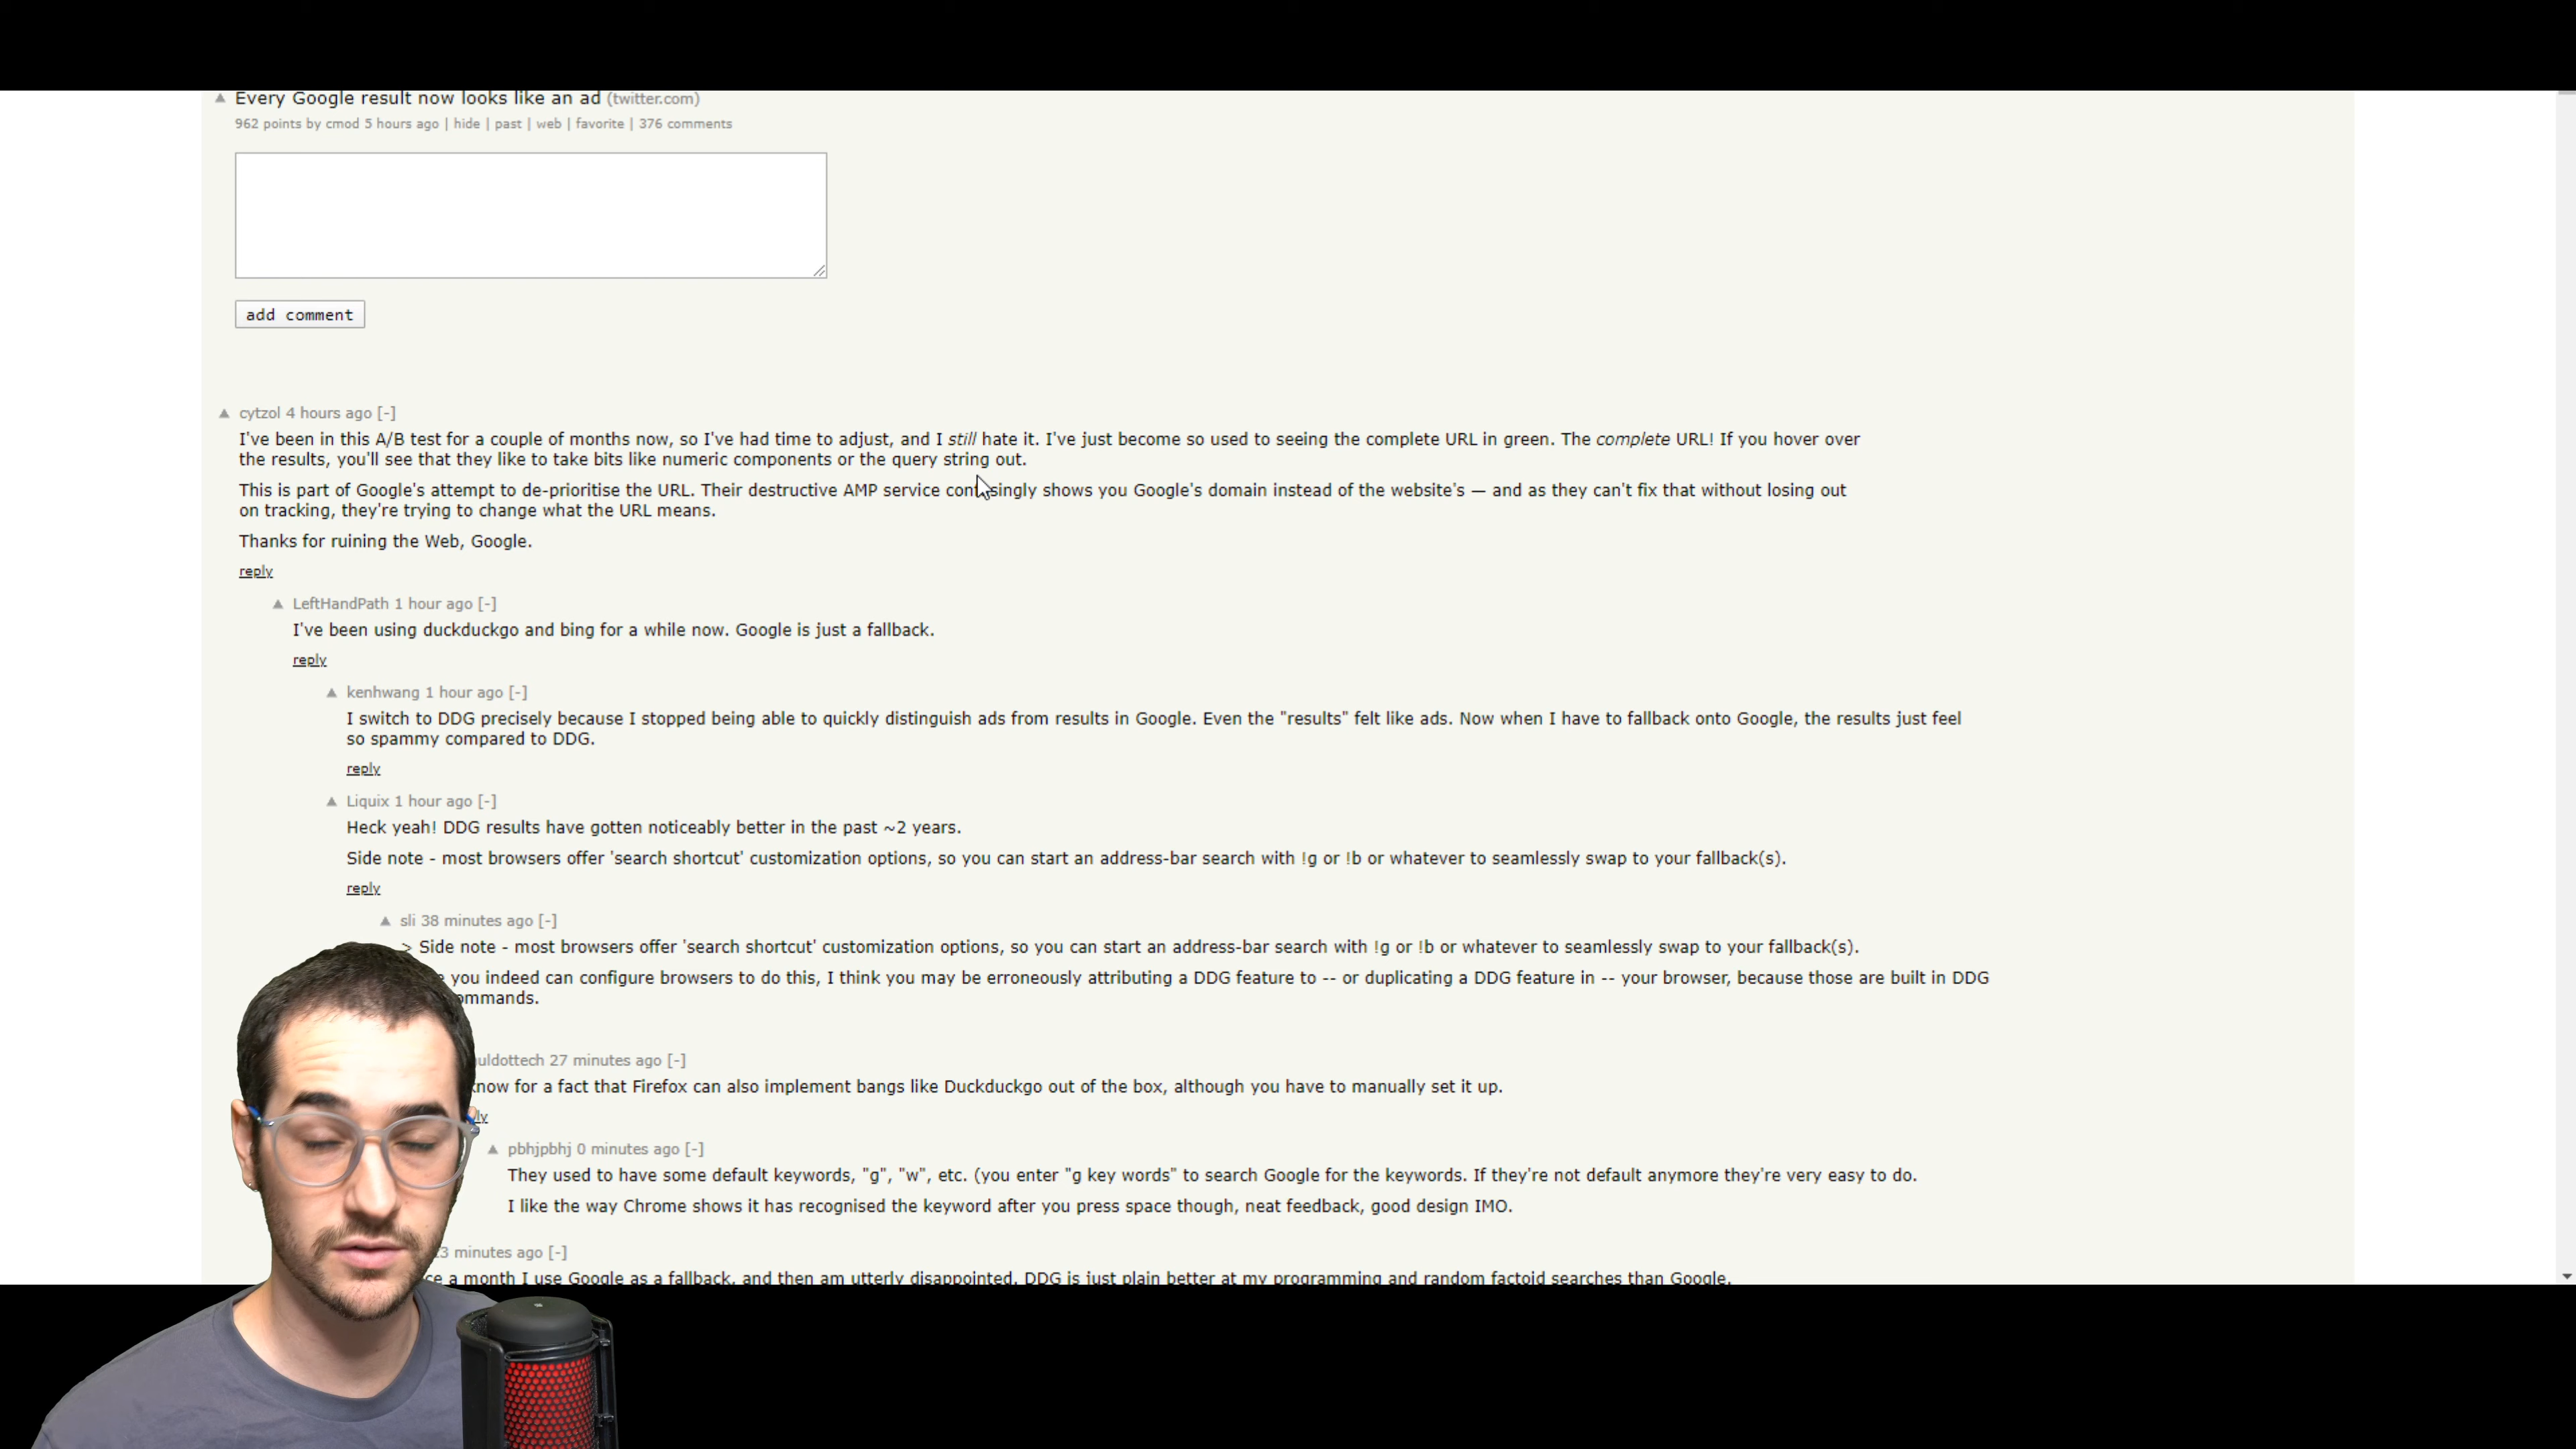 Every Google result now looks like an ad (twitter.com)
962 points by cmod 5 hours ago | hide | past | web | favorite | 376 comments
add comment
cytzol 4 hours ago [-]
I've been in this A/B test for a couple of months now, so I've had time to adjust, and I still hate it. I've just become so used to seeing the complete URL in green. The complete URL! If you hover over
the results, you'll see that they like to take bits like numeric components or the query string out.
This is part of Google's attempt to de-prioritise the URL. Their destructive AMP service confusingly shows you Google's domain instead of the website's — and as they can't fix that without losing out
on tracking, they're trying to change what the URL means.
Thanks for ruining the Web, Google.
reply
LeftHandPath 1 hour ago [-]
I've been using duckduckgo and bing for a while now. Google is just a fallback.
reply
kenhwang 1 hour ago [-]
I switch to DDG precisely because I stopped being able to quickly distinguish ads from results in Google. Even the "results" felt like ads. Now when I have to fallback onto Google, the results just feel
so spammy compared to DDG.
reply
Liquix 1 hour ago [-]
Heck yeah! DDG results have gotten noticeably better in the past ~2 years.
Side note - most browsers offer 'search shortcut' customization options, so you can start an address-bar search with !g or !b or whatever to seamlessly swap to your fallback(s).
reply
sli 38 minutes ago [-]
> Side note - most browsers offer 'search shortcut' customization options, so you can start an address-bar search with !g or !b or whatever to seamlessly swap to your fallback(s).
you indeed can configure browsers to do this, I think you may be erroneously attributing a DDG feature to -- or duplicating a DDG feature in -- your browser, because those are built in DDG
ommands.
uldottech 27 minutes ago [-]
know for a fact that Firefox can also implement bangs like Duckduckgo out of the box, although you have to manually set it up.
ly
pbhjpbhj 0 minutes ago [-]
They used to have some default keywords, "g", "w", etc. (you enter "g key words" to search Google for the keywords. If they're not default anymore they're very easy to do.
I like the way Chrome shows it has recognised the keyword after you press space though, neat feedback, good design IMO.
3 minutes ago [-]
ce a month I use Google as a fallback, and then am utterly disappointed. DDG is just plain better at my programming and random factoid searches than Google.